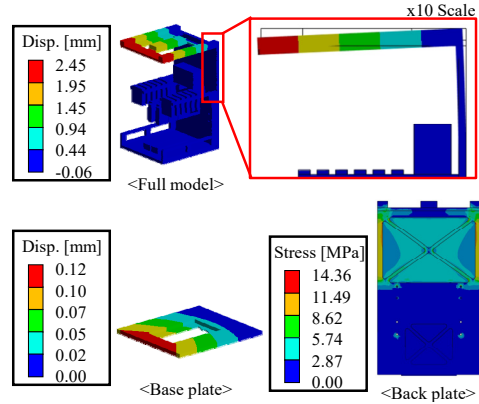 x10 Scale
Disp. [mm]
2.45
1.95
1.45
0.94
0.44
-0.06
<Full model>
Disp. [mm]
0.12
0.10
0.07
0.05
0.02
0.00
<Base plate>
Stress [MPa]
14.36
11.49
8.62
5.74
2.87
0.00
<Back plate>